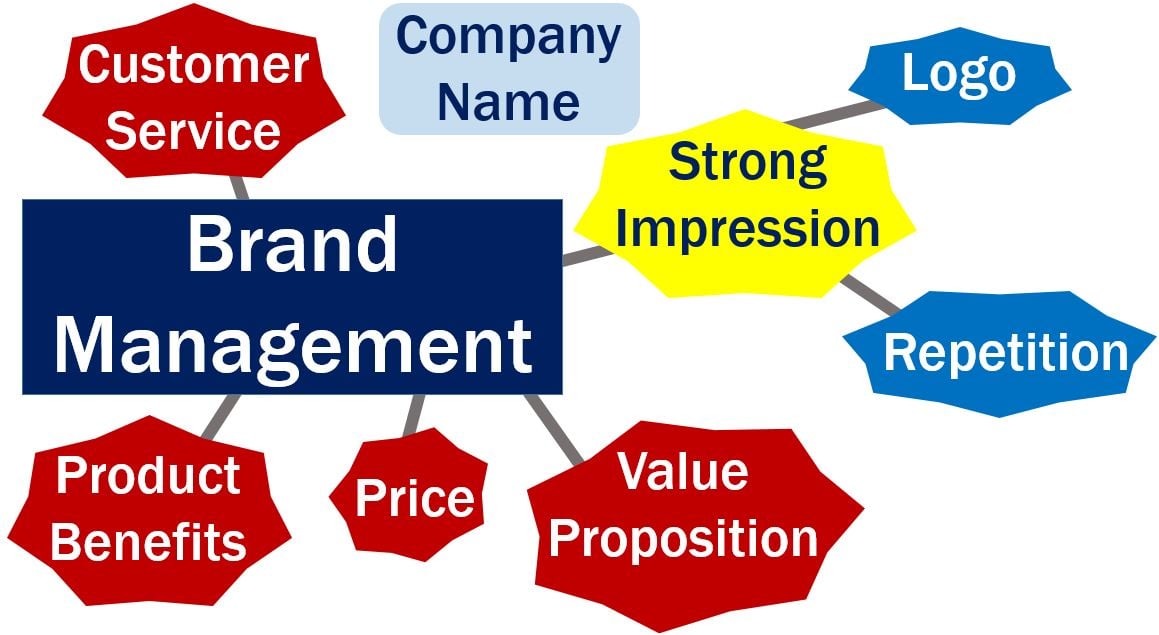 Customer
Service
Company
Name
Logo
Strong
Impression
Brand
Management
Repetition
Product
Benefits
Price
Value
Proposition